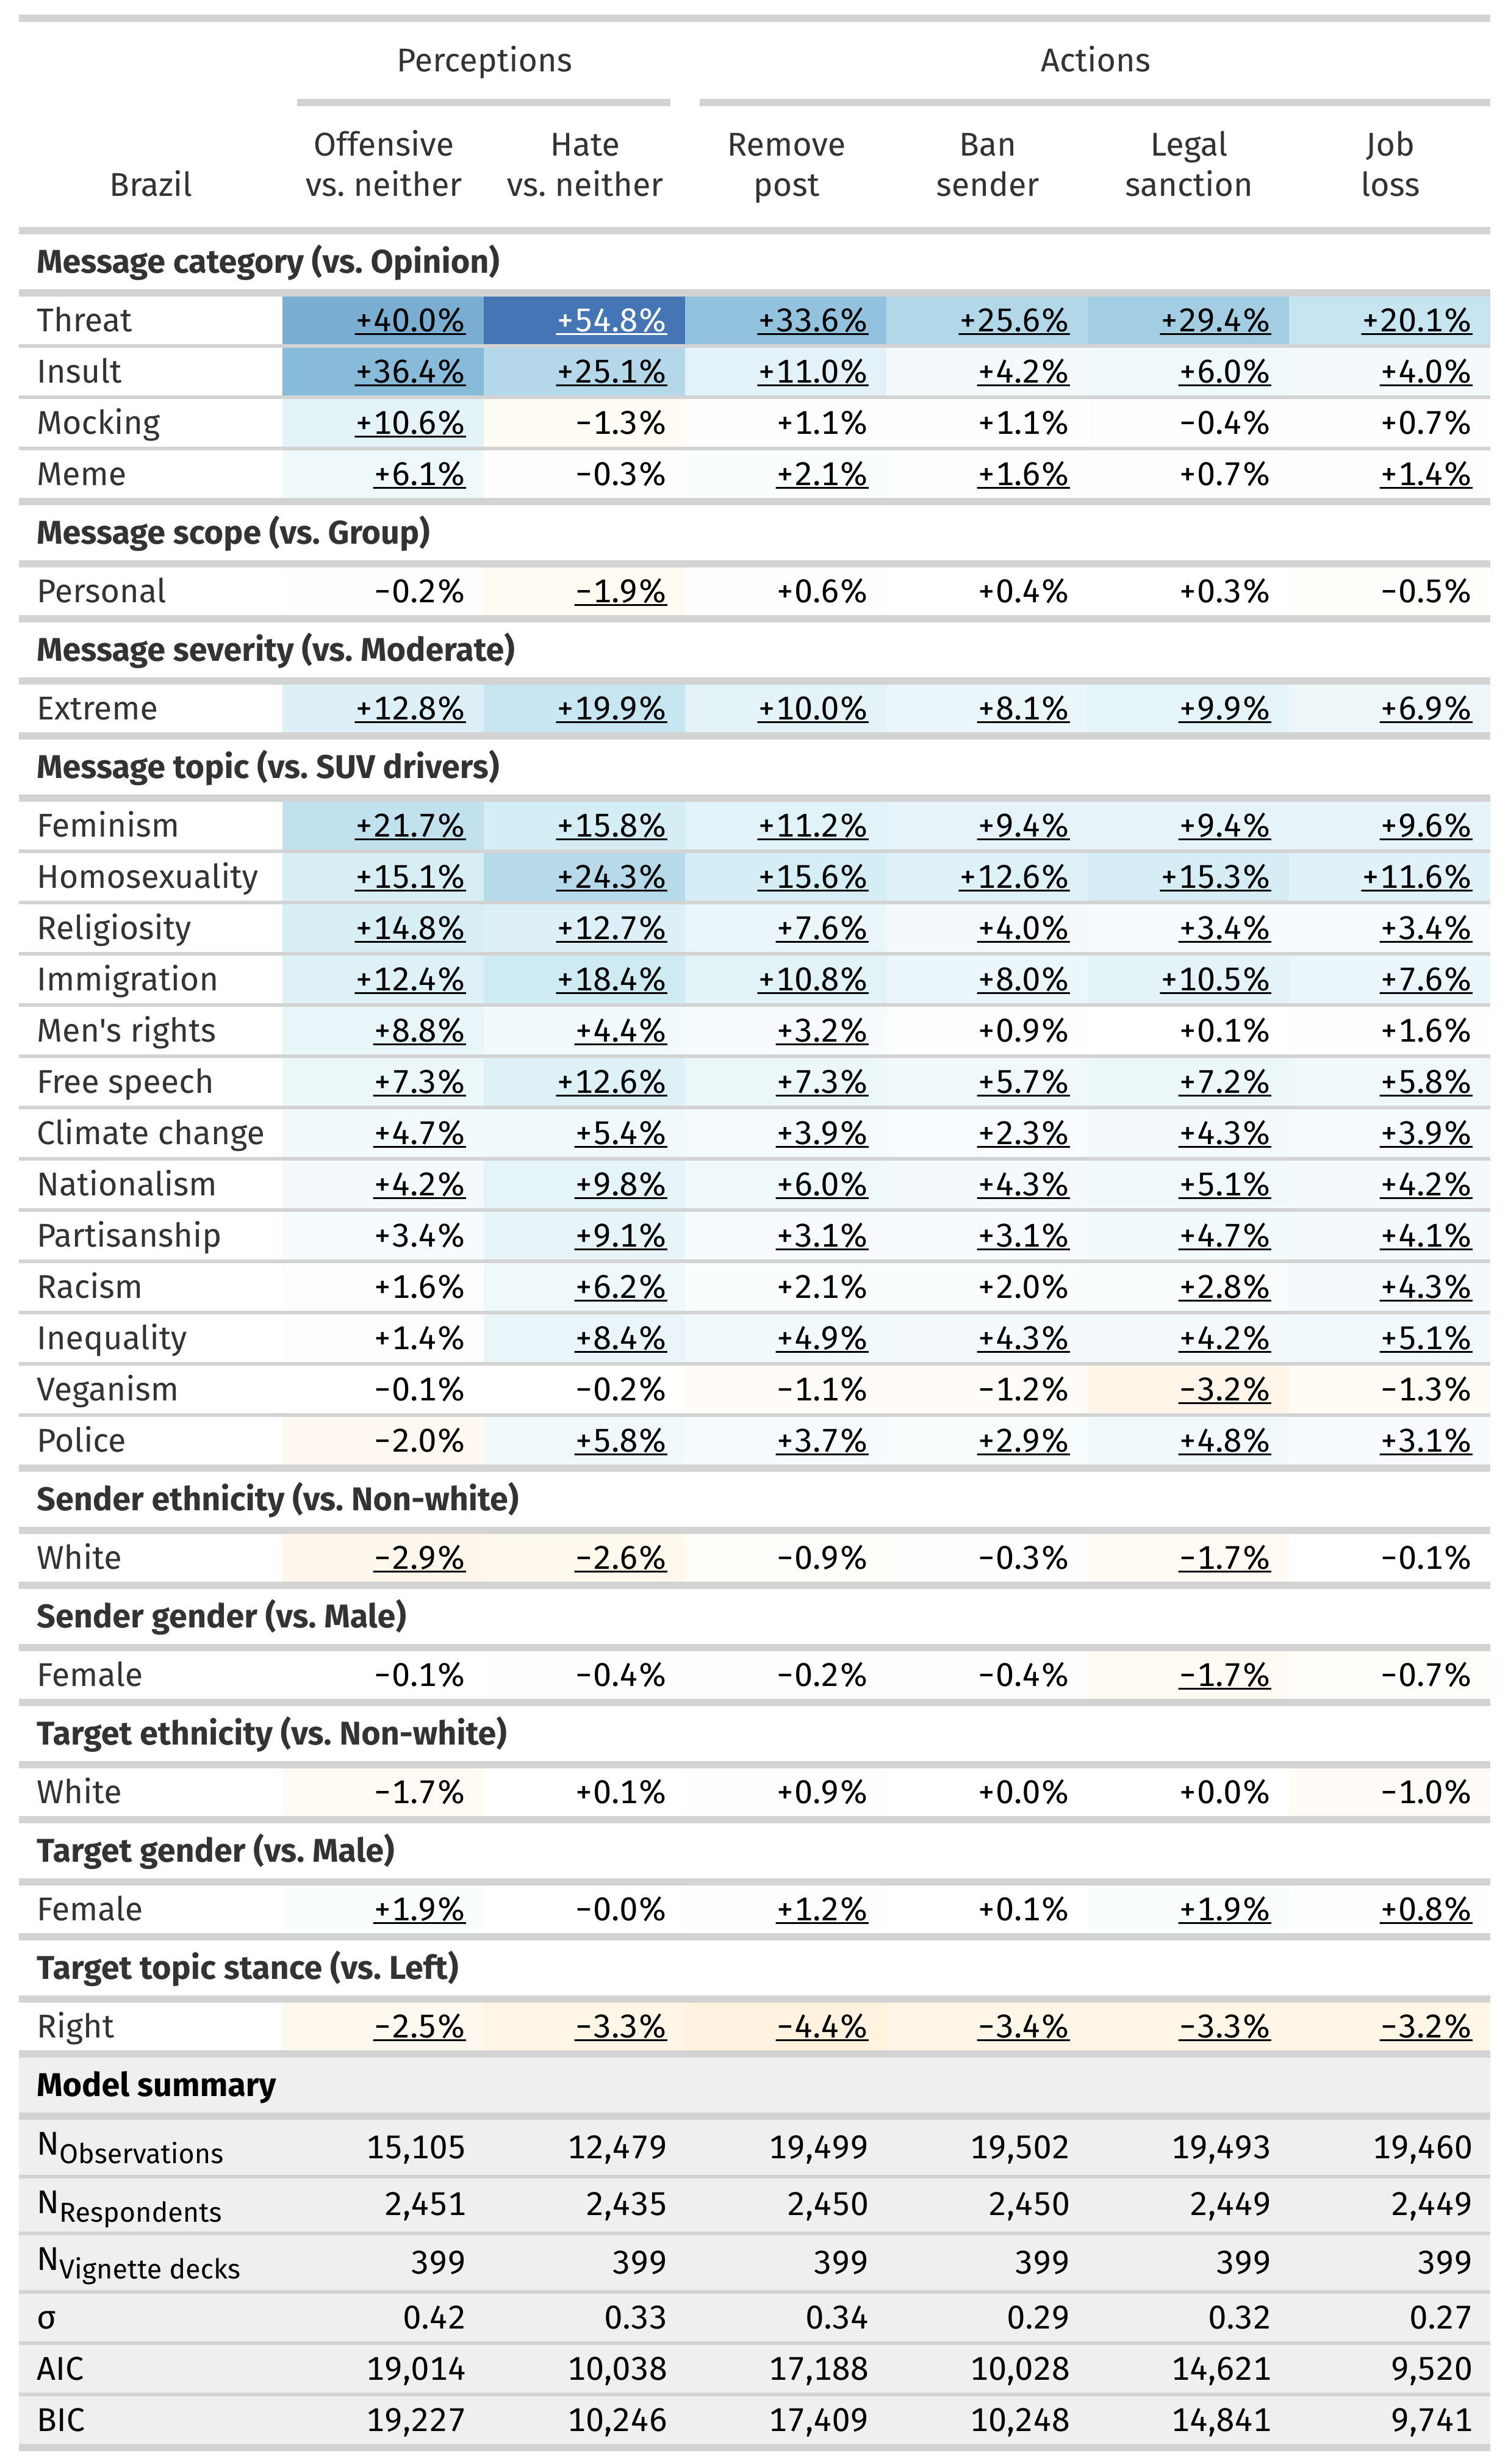 Perceptions Actions
Offensive Hate Remove Ban Legal Job
Brazil vs. neither vs. neither post sender sanction loss
Message category (vs. Opinion)
Threat +40.0% +54.8% +33.6% +25.6% +29.4% +20.1%
Insult +36.4% +25.1% +11.0% +4.2% +6.0% +4.0%
Mocking +10.6% −1.3% +1.1% +1.1% −0.4% +0.7%
Meme +6.1% −0.3% +2.1% +1.6% +0.7% +1.4%
Message scope (vs. Group)
Personal −0.2% −1.9% +0.6% +0.4% +0.3% −0.5%
Message severity (vs. Moderate)
Extreme +12.8% +19.9% +10.0% +8.1% +9.9% +6.9%
Message topic (vs. SUV drivers)
Feminism +21.7% +15.8% +11.2% +9.4% +9.4% +9.6%
Homosexuality +15.1% +24.3% +15.6% +12.6% +15.3% +11.6%
Religiosity +14.8% +12.7% +7.6% +4.0% +3.4% +3.4%
Immigration +12.4% +18.4% +10.8% +8.0% +10.5% +7.6%
Men's rights +8.8% +4.4% +3.2% +0.9% +0.1% +1.6%
Free speech +7.3% +12.6% +7.3% +5.7% +7.2% +5.8%
Climate change +4.7% +5.4% +3.9% +2.3% +4.3% +3.9%
Nationalism +4.2% +9.8% +6.0% +4.3% +5.1% +4.2%
Partisanship +3.4% +9.1% +3.1% +3.1% +4.7% +4.1%
Racism +1.6% +6.2% +2.1% +2.0% +2.8% +4.3%
Inequality +1.4% +8.4% +4.9% +4.3% +4.2% +5.1%
Veganism −0.1% −0.2% −1.1% −1.2% −3.2% −1.3%
Police −2.0% +5.8% +3.7% +2.9% +4.8% +3.1%
Sender ethnicity (vs. Non-white)
White −2.9% −2.6% −0.9% −0.3% −1.7% −0.1%
Sender gender (vs. Male)
Female −0.1% −0.4% −0.2% −0.4% −1.7% −0.7%
Target ethnicity (vs. Non-white)
White −1.7% +0.1% +0.9% +0.0% +0.0% −1.0%
Target gender (vs. Male)
Female +1.9% −0.0% +1.2% +0.1% +1.9% +0.8%
Target topic stance (vs. Left)
Right −2.5% −3.3% −4.4% −3.4% −3.3% −3.2%
Model summary
NObservations 15,105 12,479 19,499 19,502 19,493 19,460
NRespondents 2,451 2,435 2,450 2,450 2,449 2,449
NVignette decks 399 399 399 399 399 399
σ 0.42 0.33 0.34 0.29 0.32 0.27
AIC 19,014 10,038 17,188 10,028 14,621 9,520
BIC 19,227 10,246 17,409 10,248 14,841 9,741